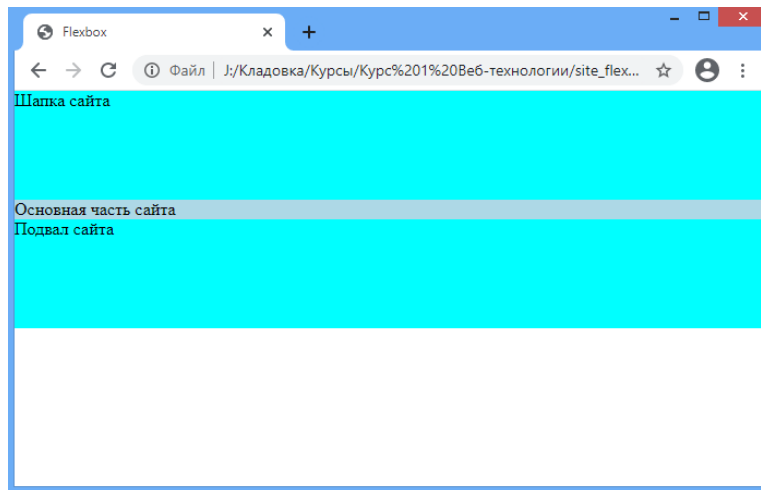 Flexbox
Файл | J:/Кладовка/Курсы/Курс%201%20Веб-технологии/site_flex...
Шапка сайта
Основная часть сайта
Подвал сайта